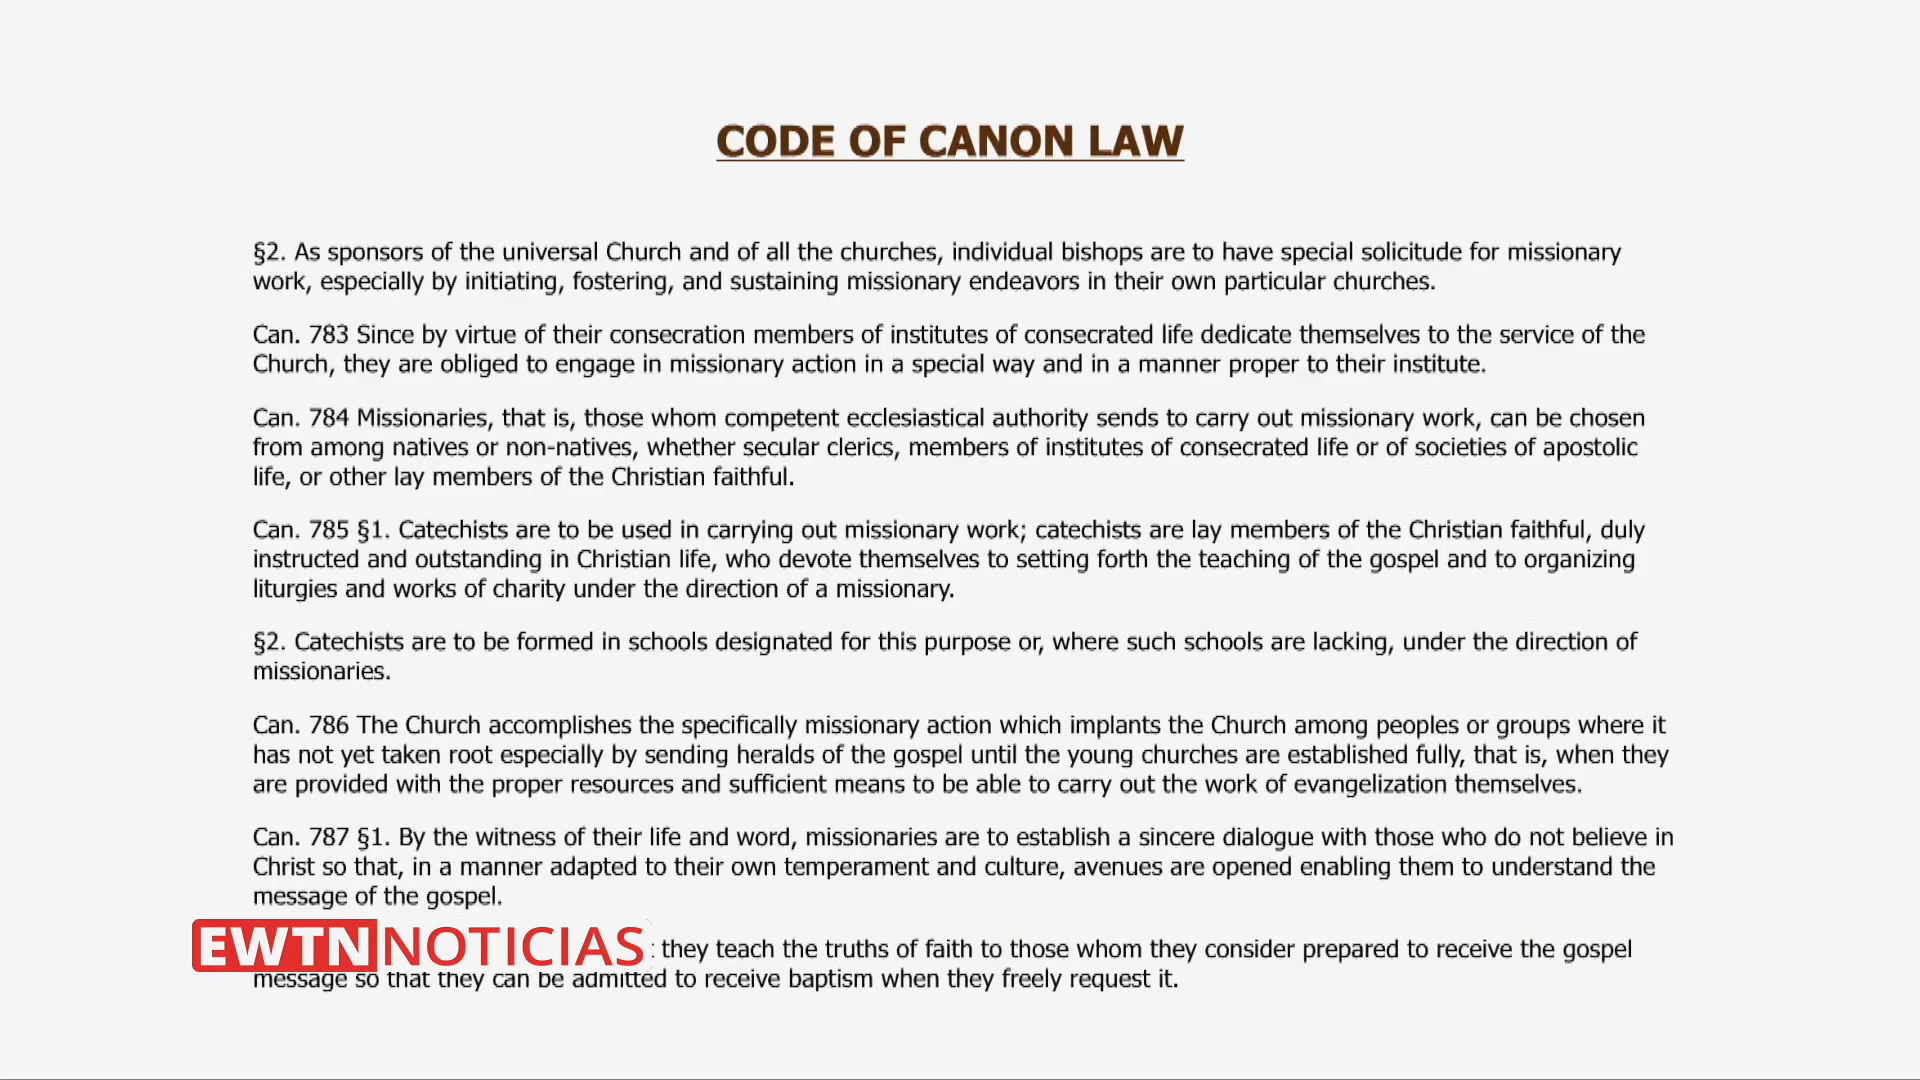 CODE OF CANON LAW
§2. As sponsors of the universal Church and of all the churches, individual bishops are to have special solicitude for missionary
work, especially by initiating, fostering, and sustaining missionary endeavors in their own particular churches.
Can. 783 Since by virtue of their consecration members of institutes of consecrated life dedicate themselves to the service of the
Church, they are obliged to engage in missionary action in a special way and in a manner proper to their institute.
Can. 784 Missionaries, that is, those whom competent ecclesiastical authority sends to carry out missionary work, can be chosen
from among natives or non-natives, whether secular clerics, members of institutes of consecrated life or of societies of apostolic
life, or other lay members of the Christian faithful.
Can. 785 §1. Catechists are to be used in carrying out missionary work; catechists are lay members of the Christian faithful, duly
instructed and outstanding in Christian life, who devote themselves to setting forth the teaching of the gospel and to organizing
liturgies and works of charity under the direction of a missionary.
§2. Catechists are to be formed in schools designated for this purpose or, where such schools are lacking, under the direction of
missionaries.
Can. 786 The Church accomplishes the specifically missionary action which implants the Church among peoples or groups where it
has not yet taken root especially by sending heralds of the gospel until the young churches are established fully, that is, when they
are provided with the proper resources and sufficient means to be able to carry out the work of evangelization themselves.
Can. 787 §1. By the witness of their life and word, missionaries are to establish a sincere dialogue with those who do not believe in
Christ so that, in a manner adapted to their own temperament and culture, avenues are opened enabling them to understand the
message of the gospel.
EWTN NOTICIAS
they teach the truths of faith to those whom they consider prepared to receive the gospel
message so that they can be admitted to receive baptism when they freely request it.